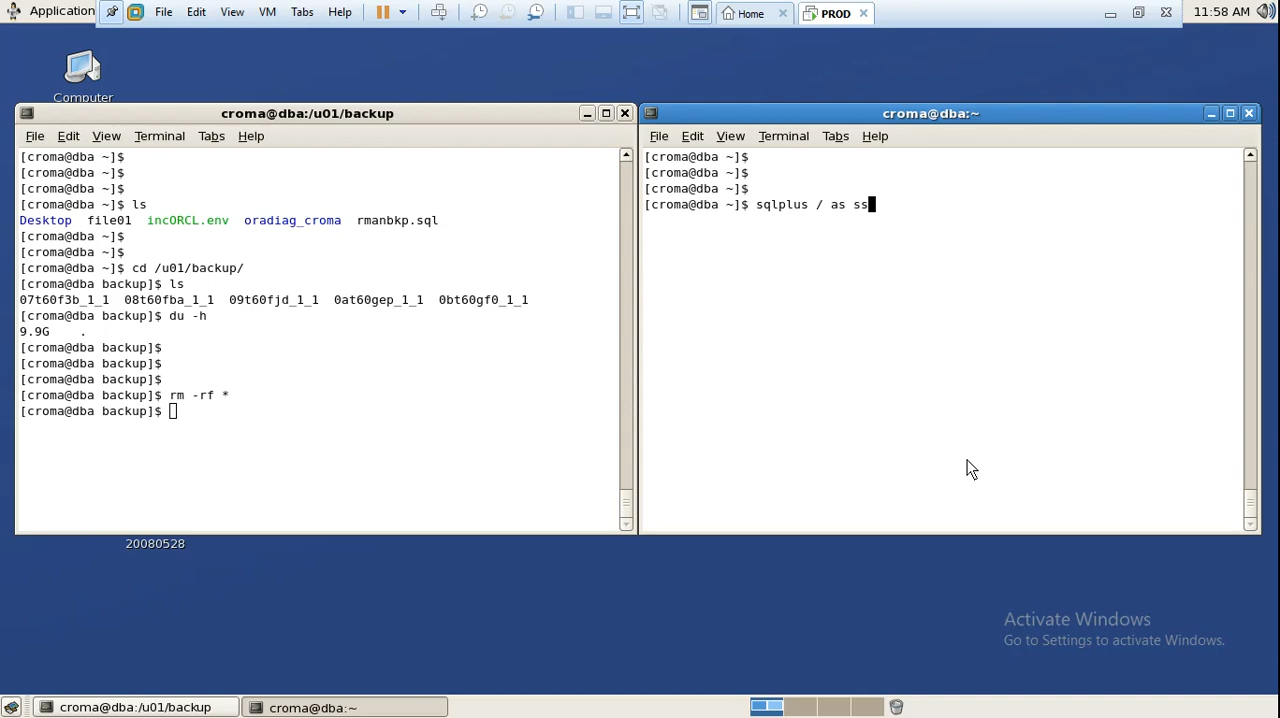 Application File Edit View VM Tabs Help Home PROD 11:58 AM
Computer
croma@dba:/u01/backup
File Edit View Terminal Tabs Help
[croma@dba ~]$
[croma@dba ~]$
[croma@dba ~]$
[croma@dba ~]$ ls
Desktop file01 incORCL.env oradiag_croma rmanbkp.sql
[croma@dba ~]$
[croma@dba ~]$
[croma@dba ~]$ cd /u01/backup/
[croma@dba backup]$ ls
07t60f3b_1_1 08t60fba_1_1 09t60fjd_1_1 0at60gep_1_1 0bt60gf0_1_1
[croma@dba backup]$ du -h
9.9G .
[croma@dba backup]$
[croma@dba backup]$
[croma@dba backup]$
[croma@dba backup]$ rm -rf *
[croma@dba backup]$
croma@dba:~
File Edit View Terminal Tabs Help
[croma@dba ~]$
[croma@dba ~]$
[croma@dba ~]$
[croma@dba ~]$ sqlplus / as ss
20080528
Activate Windows
Go to Settings to activate Windows.
croma@dba:/u01/backup
croma@dba:~